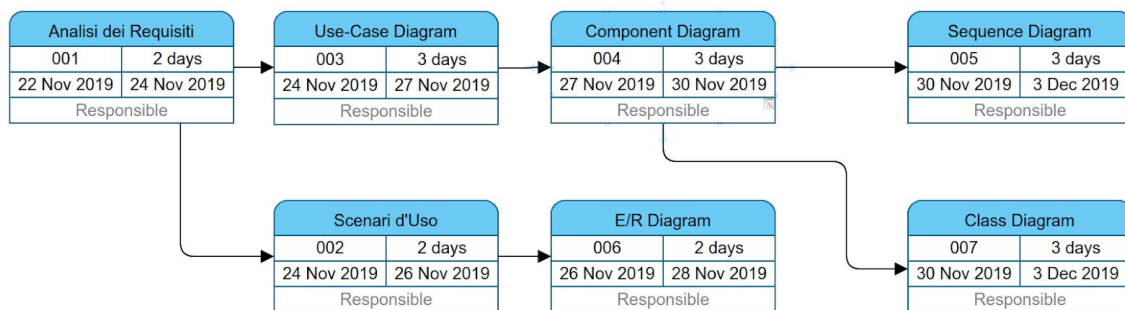 Analisi dei Requisiti
001 2 days
22 Nov 2019 24 Nov 2019
Responsible
Use-Case Diagram
003 3 days
24 Nov 2019 27 Nov 2019
Responsible
Component Diagram
004 3 days
27 Nov 2019 30 Nov 2019
Responsible
Sequence Diagram
005 3 days
30 Nov 2019 3 Dec 2019
Responsible
Scenari d'Uso
002 2 days
24 Nov 2019 26 Nov 2019
Responsible
E/R Diagram
006 2 days
26 Nov 2019 28 Nov 2019
Responsible
Class Diagram
007 3 days
30 Nov 2019 3 Dec 2019
Responsible